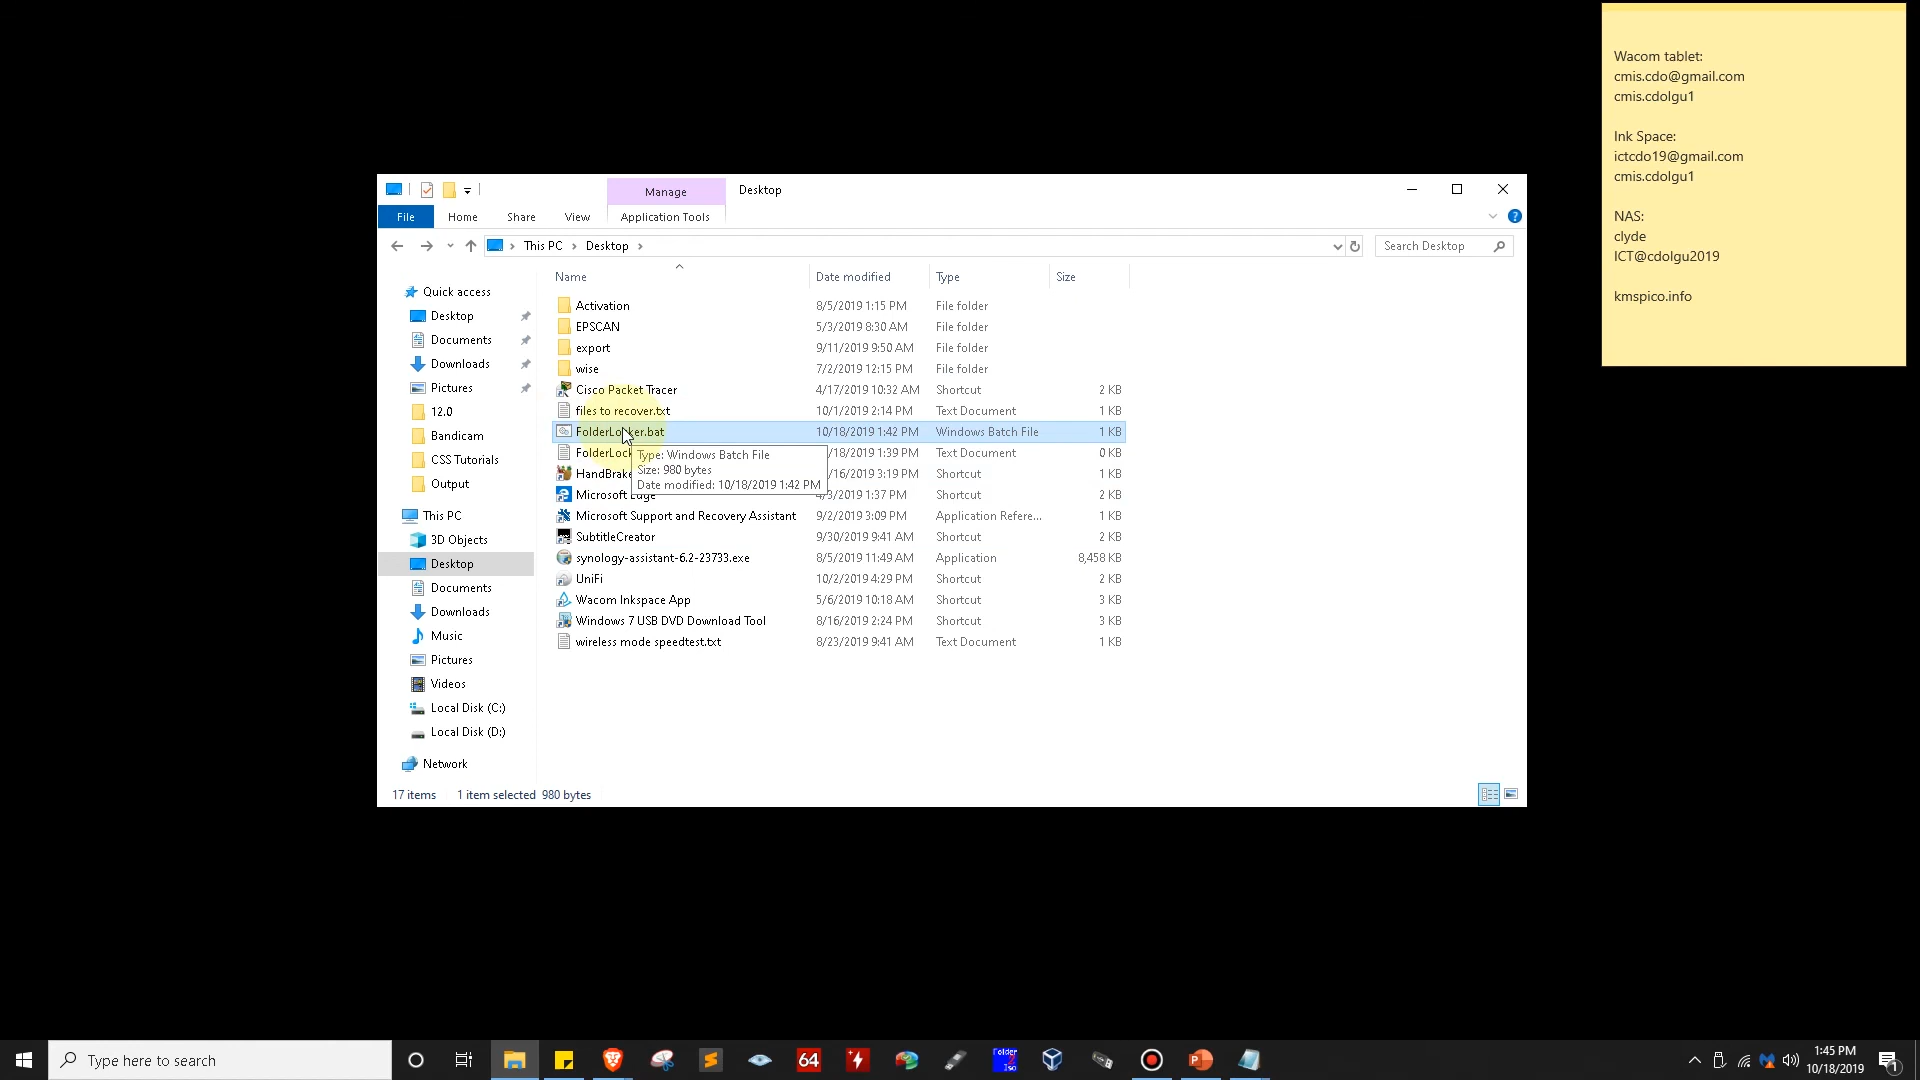 Wacom tablet:
cmis.cdo@gmail.com
cmis.cdolgu1
Ink Space:
ictcdo19@gmail.com
cmis.cdolgu1
NAS:
clyde
ICT@cdolgu2019
kmspico.info
Manage
Desktop
File
Home
Share
View
Application Tools
This PC
Desktop
Search Desktop
Name
Date modified
Type
Size
Quick access
Desktop
Documents
Downloads
Pictures
12.0
Bandicam
CSS Tutorials
Output
This PC
3D Objects
Desktop
Documents
Downloads
Music
Pictures
Videos
Local Disk (C:)
Local Disk (D:)
Network
Activation 8/5/2019 1:15 PM File folder
EPSCAN 5/3/2019 8:30 AM File folder
export 9/11/2019 9:50 AM File folder
wise 7/2/2019 12:15 PM File folder
Cisco Packet Tracer 4/17/2019 10:32 AM Shortcut 2 KB
files to recover.txt 10/1/2019 2:14 PM Text Document 1 KB
FolderLocker.bat 10/18/2019 1:42 PM Windows Batch File 1 KB
FolderLock /18/2019 1:39 PM Text Document 0 KB
HandBrake /16/2019 3:19 PM Shortcut 1 KB
Microsoft Edge 4/3/2019 1:37 PM Shortcut 2 KB
Microsoft Support and Recovery Assistant 9/2/2019 3:09 PM Application Refere... 1 KB
SubtitleCreator 9/30/2019 9:41 AM Shortcut 2 KB
synology-assistant-6.2-23733.exe 8/5/2019 11:49 AM Application 8,458 KB
UniFi 10/2/2019 4:29 PM Shortcut 2 KB
Wacom Inkspace App 5/6/2019 10:18 AM Shortcut 3 KB
Windows 7 USB DVD Download Tool 8/16/2019 2:24 PM Shortcut 3 KB
wireless mode speedtest.txt 8/23/2019 9:41 AM Text Document 1 KB
Type: Windows Batch File
Size: 980 bytes
Date modified: 10/18/2019 1:42 PM
17 items
1 item selected 980 bytes
Type here to search
64
Folder
2
Iso
1:45 PM
10/18/2019
1